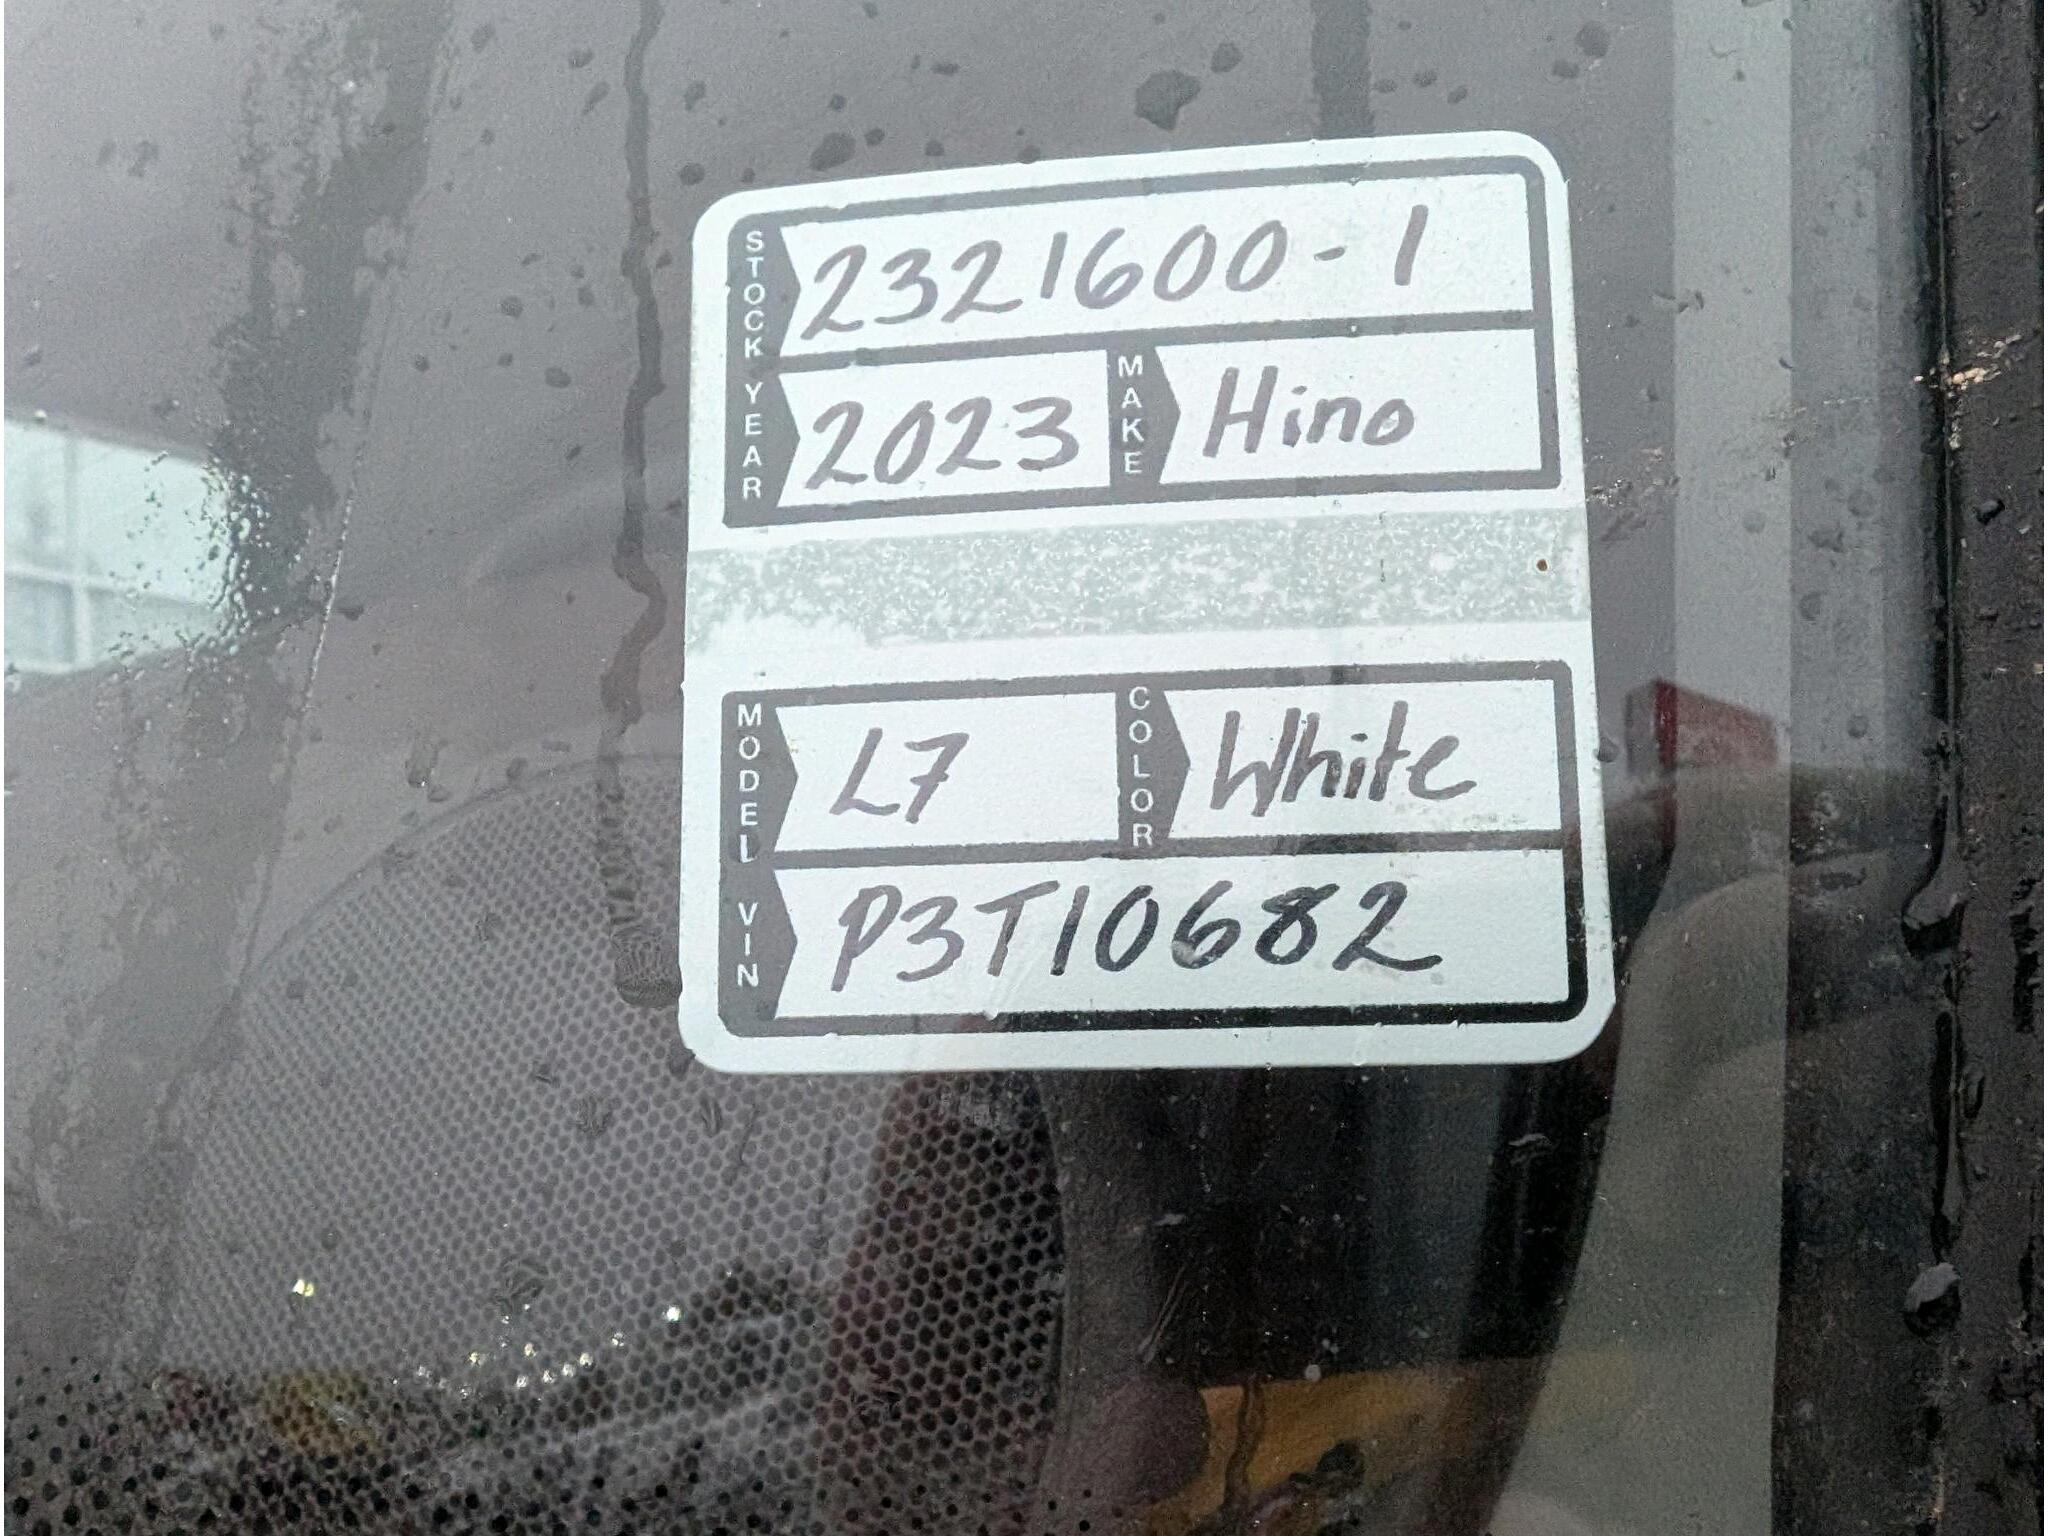 STOCK 2321600-1
YEAR 2023 MAKE Hino
MODEL L7 COLOR White
VIN P3T10682